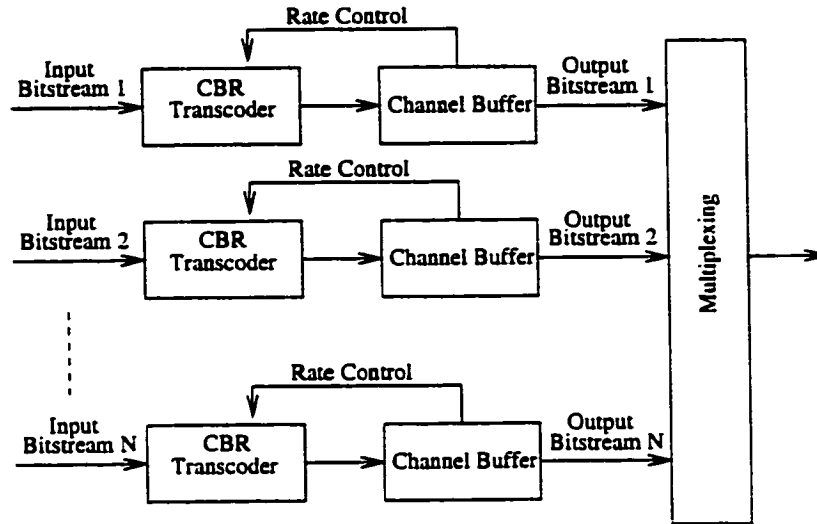 Rate Control
Input
Bitstream 1
CBR
Transcoder
Channel Buffer
Output
Bitstream 1
Rate Control
Input
Bitstream 2
CBR
Transcoder
Channel Buffer
Output
Bitstream 2
Multiplexing
Rate Control
Input
Bitstream N
CBR
Transcoder
Channel Buffer
Output
Bitstream N